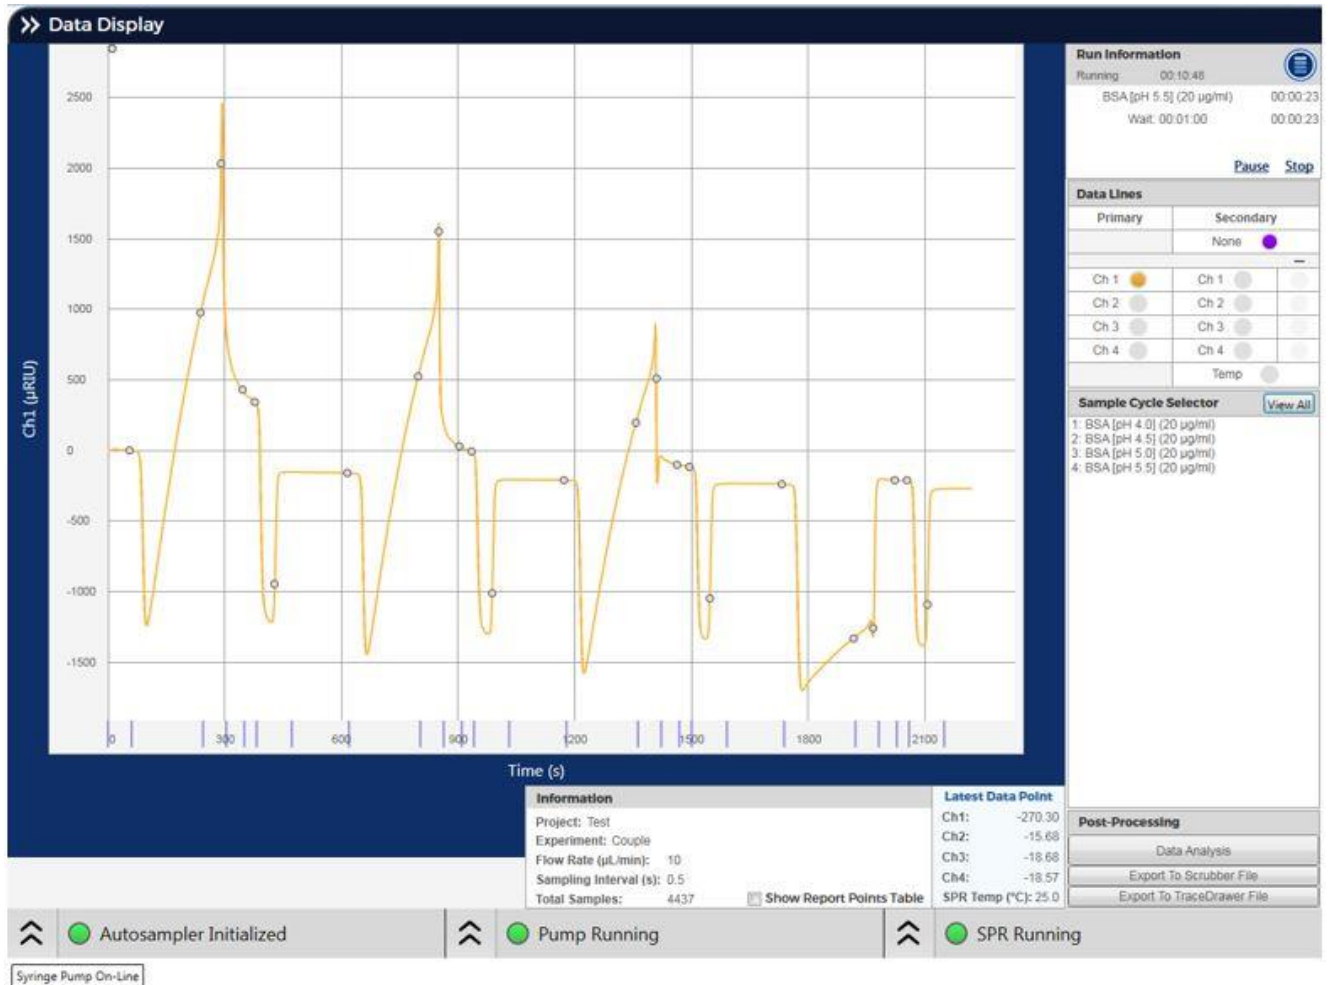 Data Display
2500
2000
1500
1000
500
0
-500
-1000
-1500
Ch1 (µRIU)
0 300 600 900 1200 1500 1800 2100
Time (s)
Run Information
Running 00:10:48
BSA [pH 5.5] (20 µg/ml) 00:00:23
Wait: 00:01:00 00:00:23
Pause Stop
Data Lines
Primary Secondary
None
–
Ch 1 Ch 1
Ch 2 Ch 2
Ch 3 Ch 3
Ch 4 Ch 4
Temp
Sample Cycle Selector View All
1: BSA [pH 4.0] (20 µg/ml)
2: BSA [pH 4.5] (20 µg/ml)
3: BSA [pH 5.0] (20 µg/ml)
4: BSA [pH 5.5] (20 µg/ml)
Information
Project: Test
Experiment: Couple
Flow Rate (µL/min): 10
Sampling Interval (s): 0.5
Total Samples: 4437
Show Report Points Table
Latest Data Point
Ch1: -270.30
Ch2: -15.68
Ch3: -18.68
Ch4: -18.57
SPR Temp (°C): 25.0
Post-Processing
Data Analysis
Export To Scrubber File
Export To TraceDrawer File
Autosampler Initialized
Pump Running
SPR Running
Syringe Pump On-Line